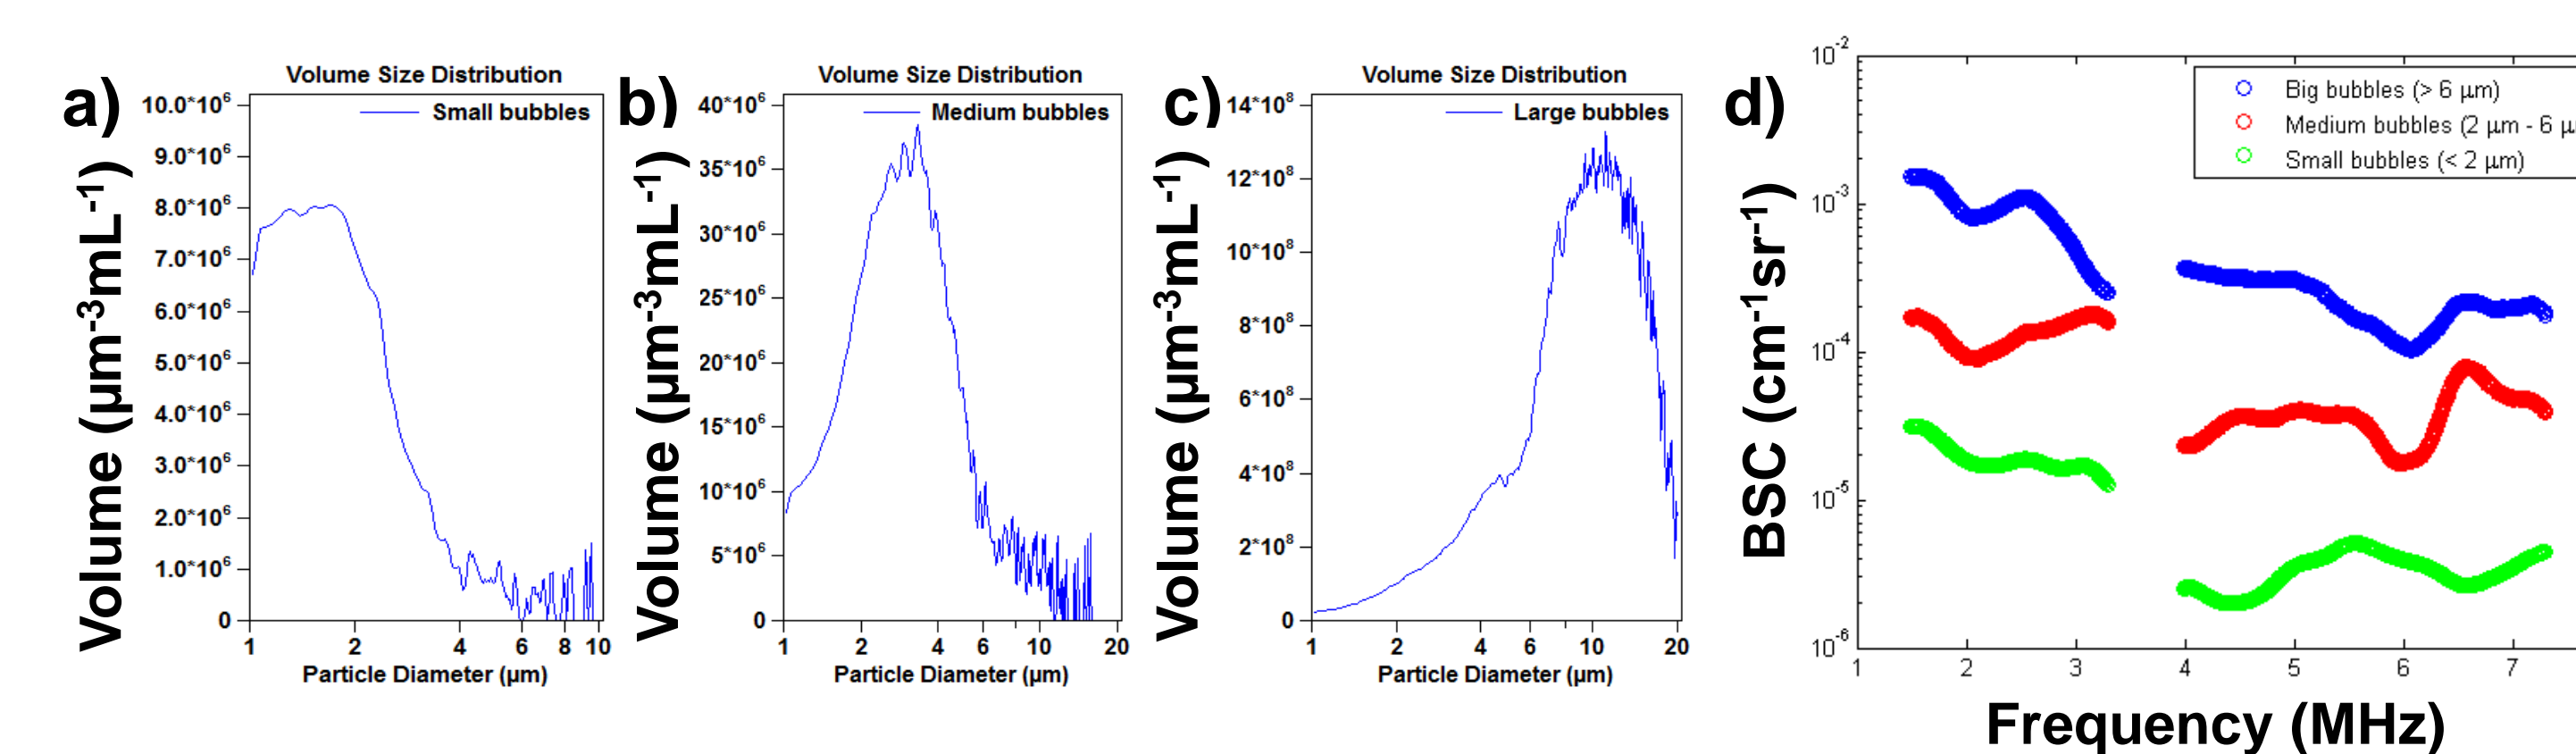 a)
Volume Size Distribution
Small bubbles
Volume (µm-3mL-1)
10.0*10^6
9.0*10^6
8.0*10^6
7.0*10^6
6.0*10^6
5.0*10^6
4.0*10^6
3.0*10^6
2.0*10^6
1.0*10^6
0
1 2 4 6 8 10
Particle Diameter (µm)
b)
Volume Size Distribution
Medium bubbles
Volume (µm-3mL-1)
40*10^6
35*10^6
30*10^6
25*10^6
20*10^6
15*10^6
10*10^6
5*10^6
0
1 2 4 6 10 20
Particle Diameter (µm)
c)
Volume Size Distribution
Large bubbles
Volume (µm-3mL-1)
14*10^8
12*10^8
10*10^8
8*10^8
6*10^8
4*10^8
2*10^8
0
1 2 4 6 10 20
Particle Diameter (µm)
d)
Big bubbles (> 6 µm)
Medium bubbles (2 µm - 6 µ
Small bubbles (< 2 µm)
BSC (cm-1sr-1)
10^-2
10^-3
10^-4
10^-5
10^-6
1 2 3 4 5 6 7
Frequency (MHz)